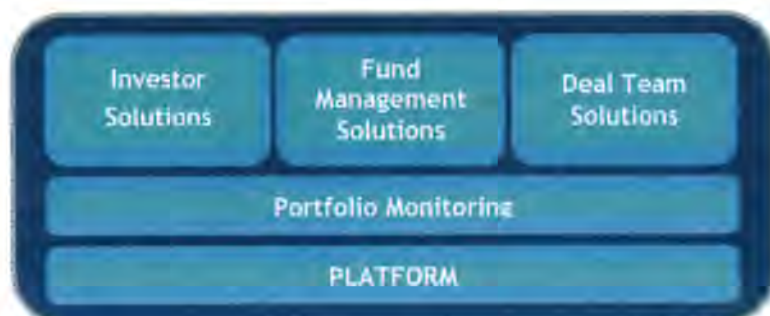 Investor
Solutions
Fund
Management
Solutions
Deal Team
Solutions
Portfolio Monitoring
PLATFORM